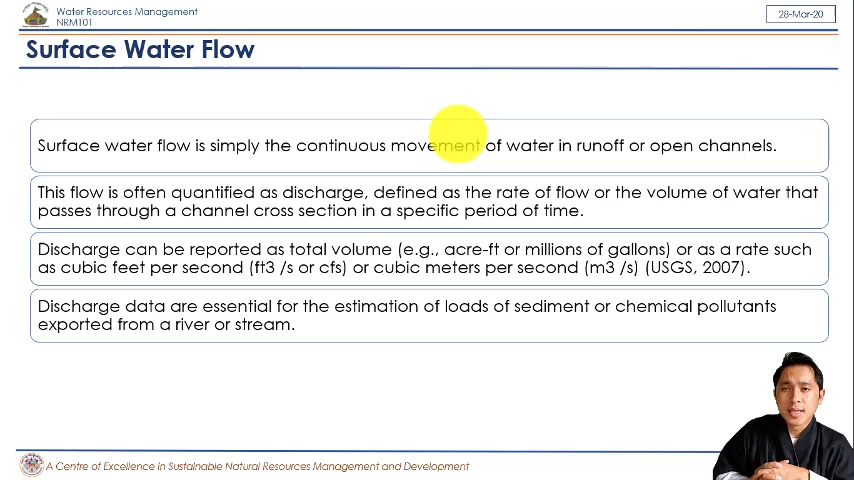 Water Resources Management
NRM101
28-Mar-20
Surface Water Flow
Surface water flow is simply the continuous movement of water in runoff or open channels.
This flow is often quantified as discharge, defined as the rate of flow or the volume of water that
passes through a channel cross section in a specific period of time.
Discharge can be reported as total volume (e.g., acre-ft or millions of gallons) or as a rate such
as cubic feet per second (ft3 /s or cfs) or cubic meters per second (m3 /s) (USGS, 2007).
Discharge data are essential for the estimation of loads of sediment or chemical pollutants
exported from a river or stream.
A Centre of Excellence in Sustainable Natural Resources Management and Development